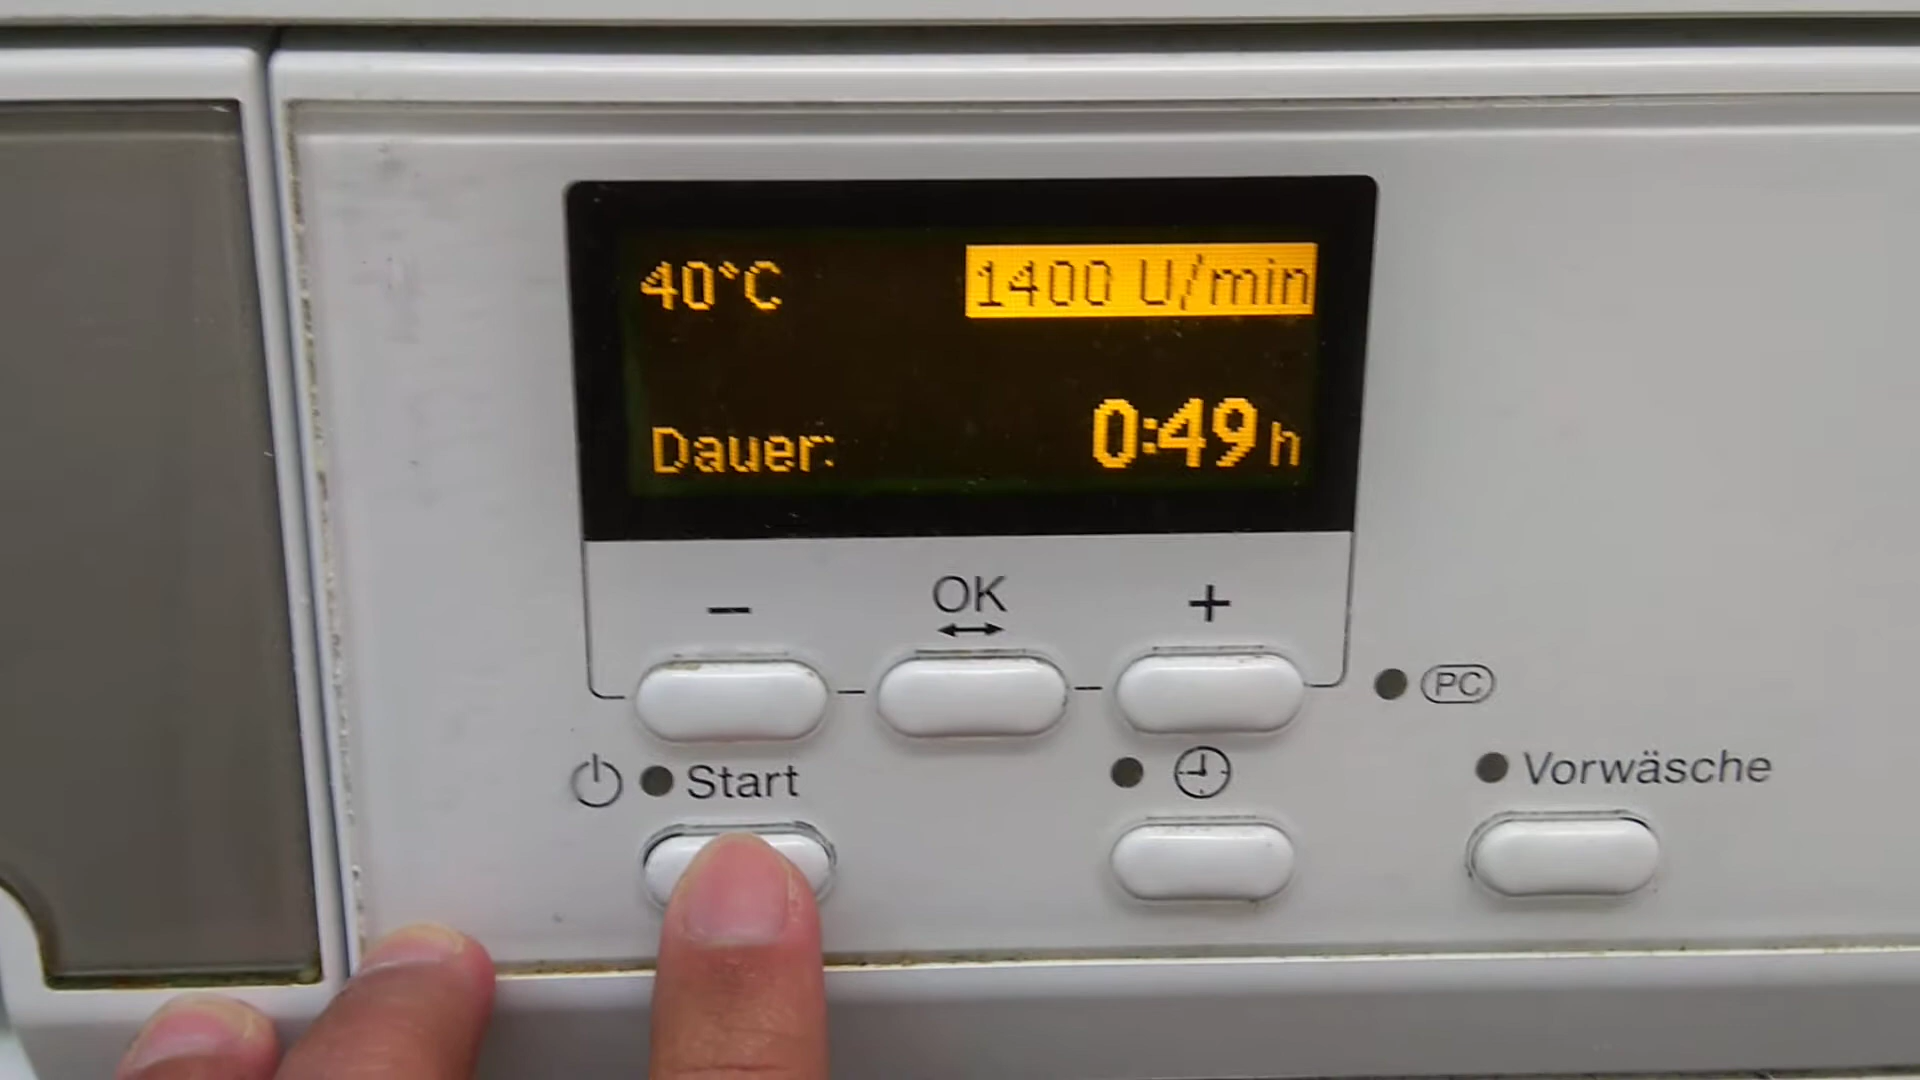 40°C 1400 U/min
Dauer: 0:49 h
− OK +
PC
Start
Vorwäsche